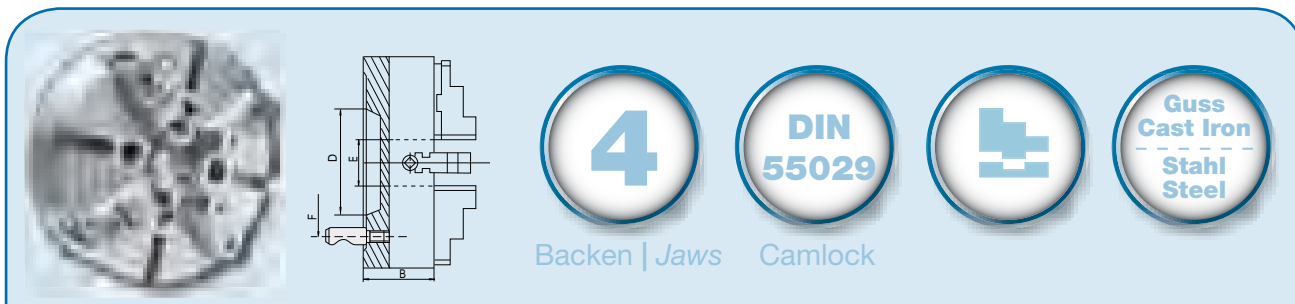 D
E
F
B
4
Backen | Jaws
DIN
55029
Camlock
Guss
Cast Iron
Stahl
Steel